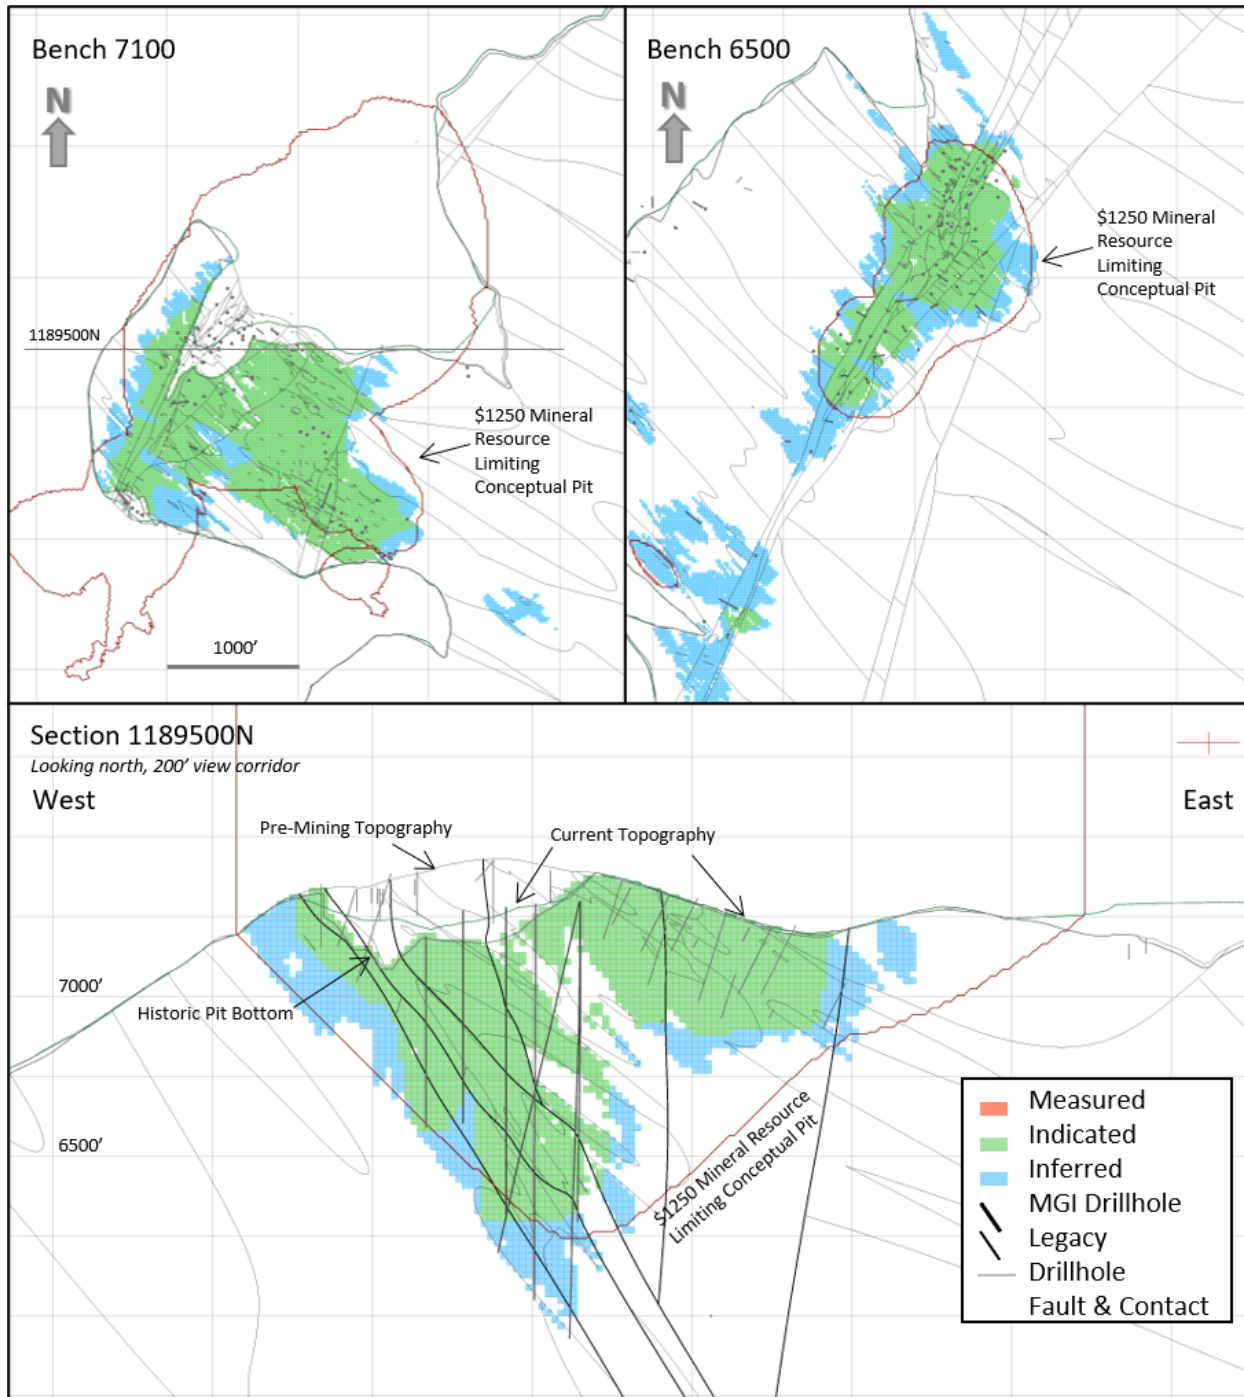 Bench 7100
N
1189500N
$1250 Mineral
Resource
Limiting
Conceptual Pit
1000’
Bench 6500
N
$1250 Mineral
Resource
Limiting
Conceptual Pit
Section 1189500N
Looking north, 200’ view corridor
West
East
Pre-Mining Topography
Current Topography
7000’
Historic Pit Bottom
6500’
$1250 Mineral Resource
Limiting Conceptual Pit
Measured
Indicated
Inferred
MGI Drillhole
Legacy
Drillhole
Fault & Contact